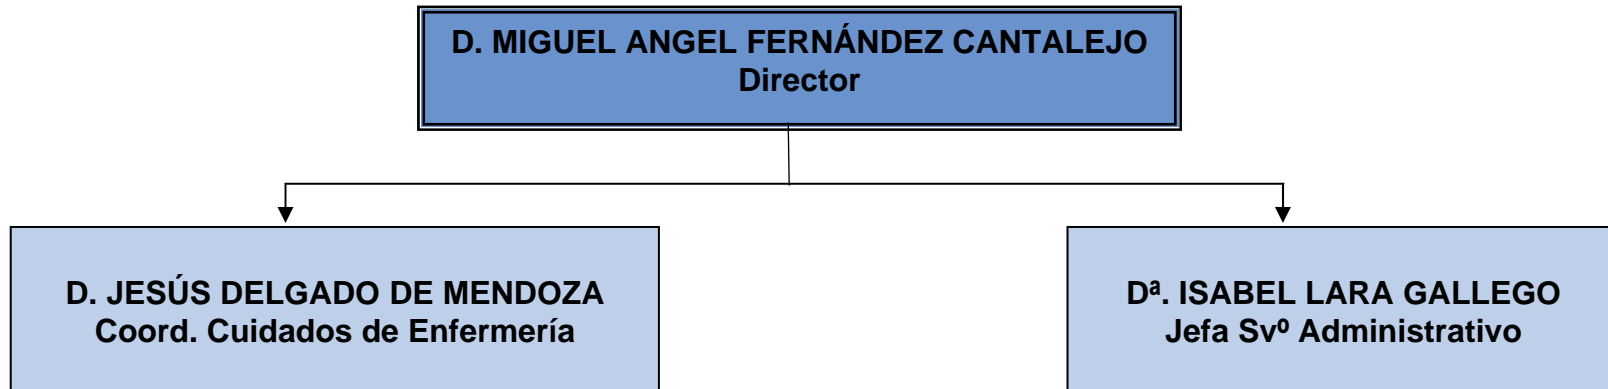 D. MIGUEL ANGEL FERNÁNDEZ CANTALEJO
Director
D. JESÚS DELGADO DE MENDOZA
Coord. Cuidados de Enfermería
Dª. ISABEL LARA GALLEGO
Jefa Svº Administrativo